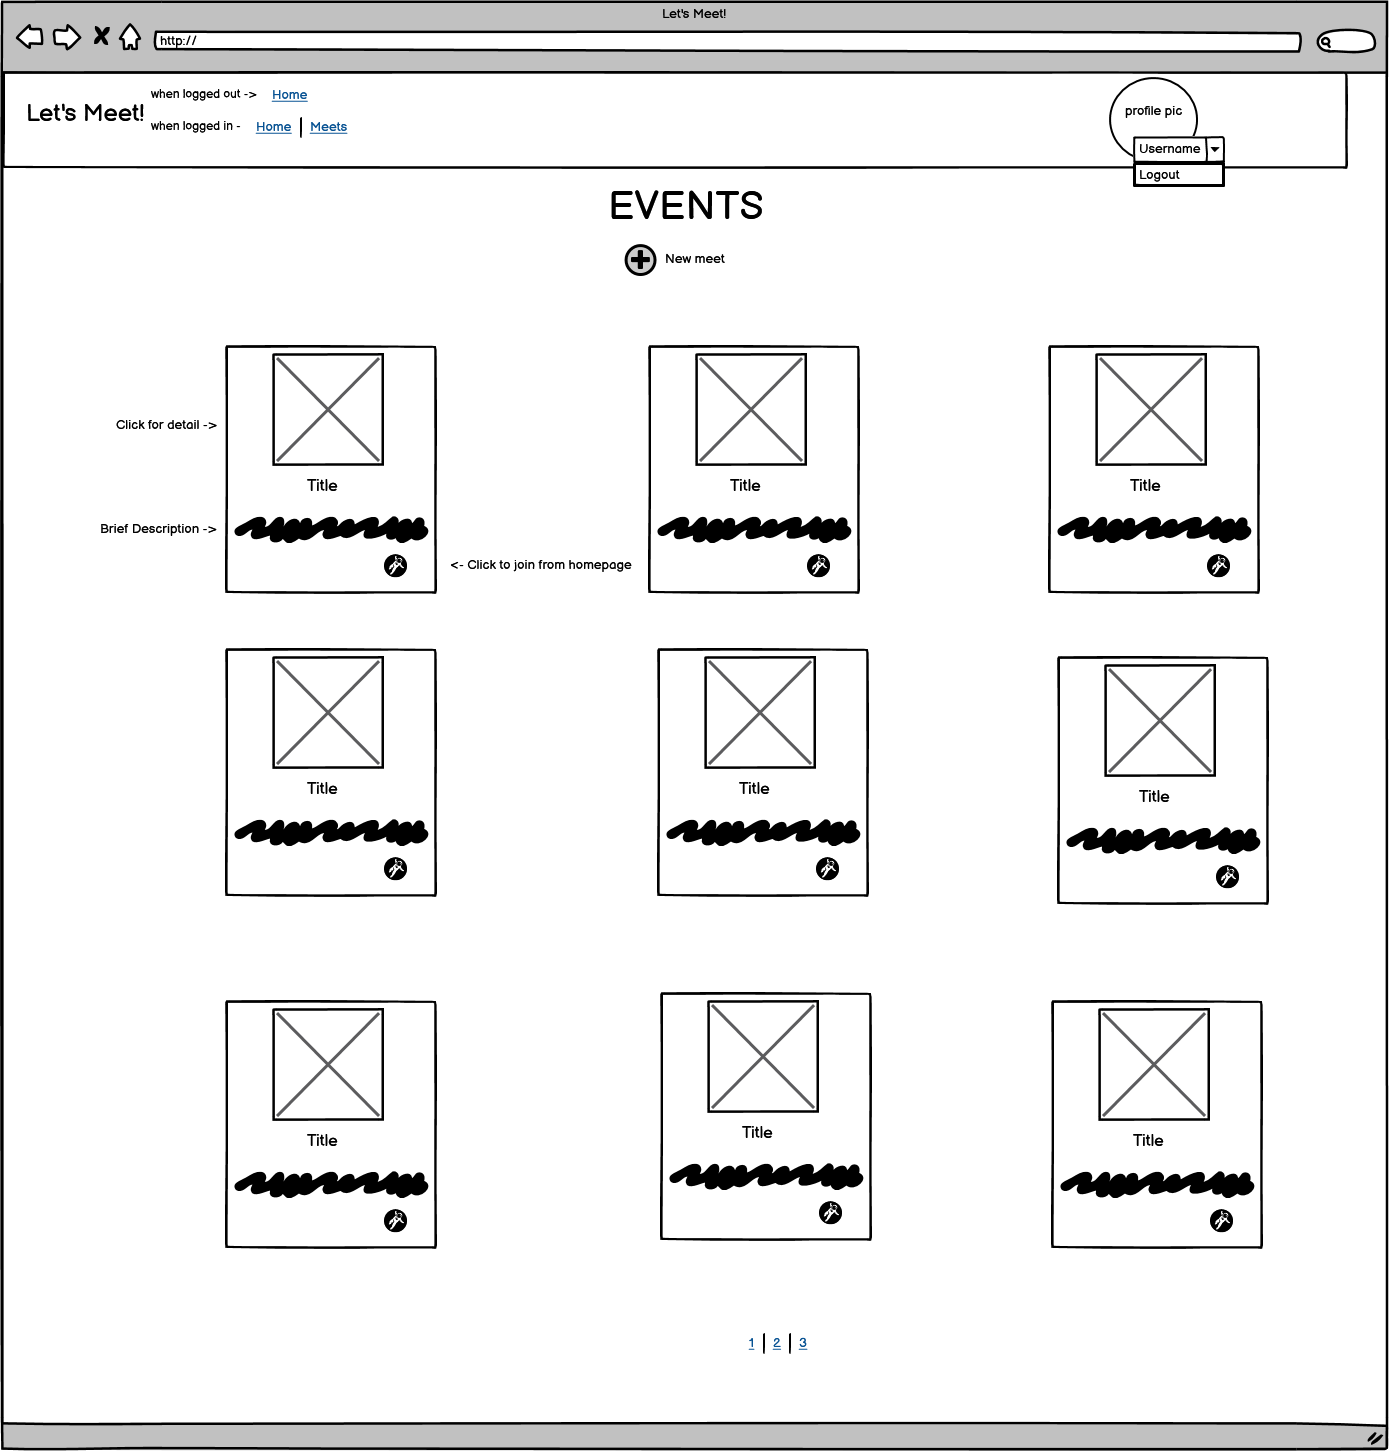 Let's Meet!
http://
Let's Meet!
when logged out -> Home
when logged in - Home | Meets
profile pic
Username
Logout
EVENTS
New meet
Click for detail ->
Title Title Title
Brief Description ->
<- Click to join from homepage
Title Title Title
Title Title Title
1 | 2 | 3